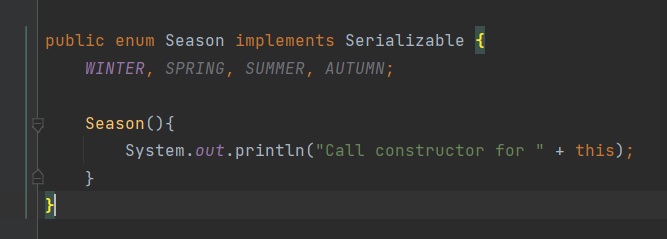 public enum Season implements Serializable {
WINTER, SPRING, SUMMER, AUTUMN;
Season(){
System.out.println("Call constructor for " + this);
}
}